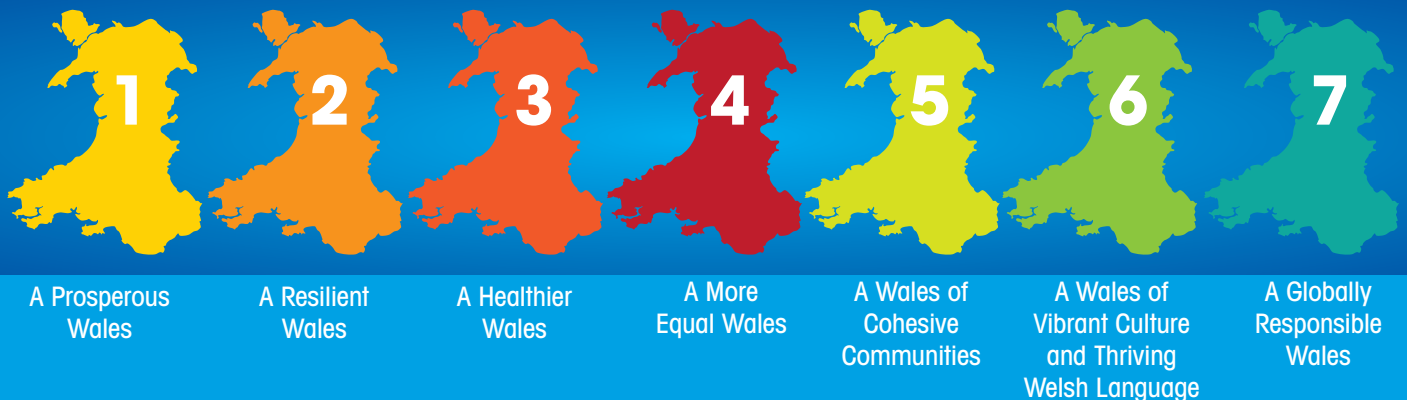 1
2
3
4
5
6
7
A Prosperous
Wales
A Resilient
Wales
A Healthier
Wales
A More
Equal Wales
A Wales of
Cohesive
Communities
A Wales of
Vibrant Culture
and Thriving
Welsh Language
A Globally
Responsible
Wales